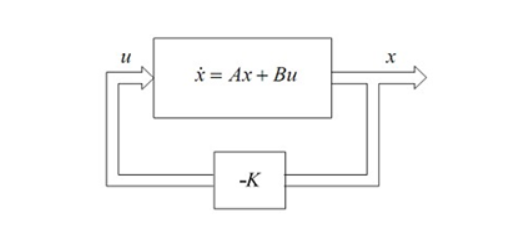 u
ẋ = Ax + Bu
x
-K